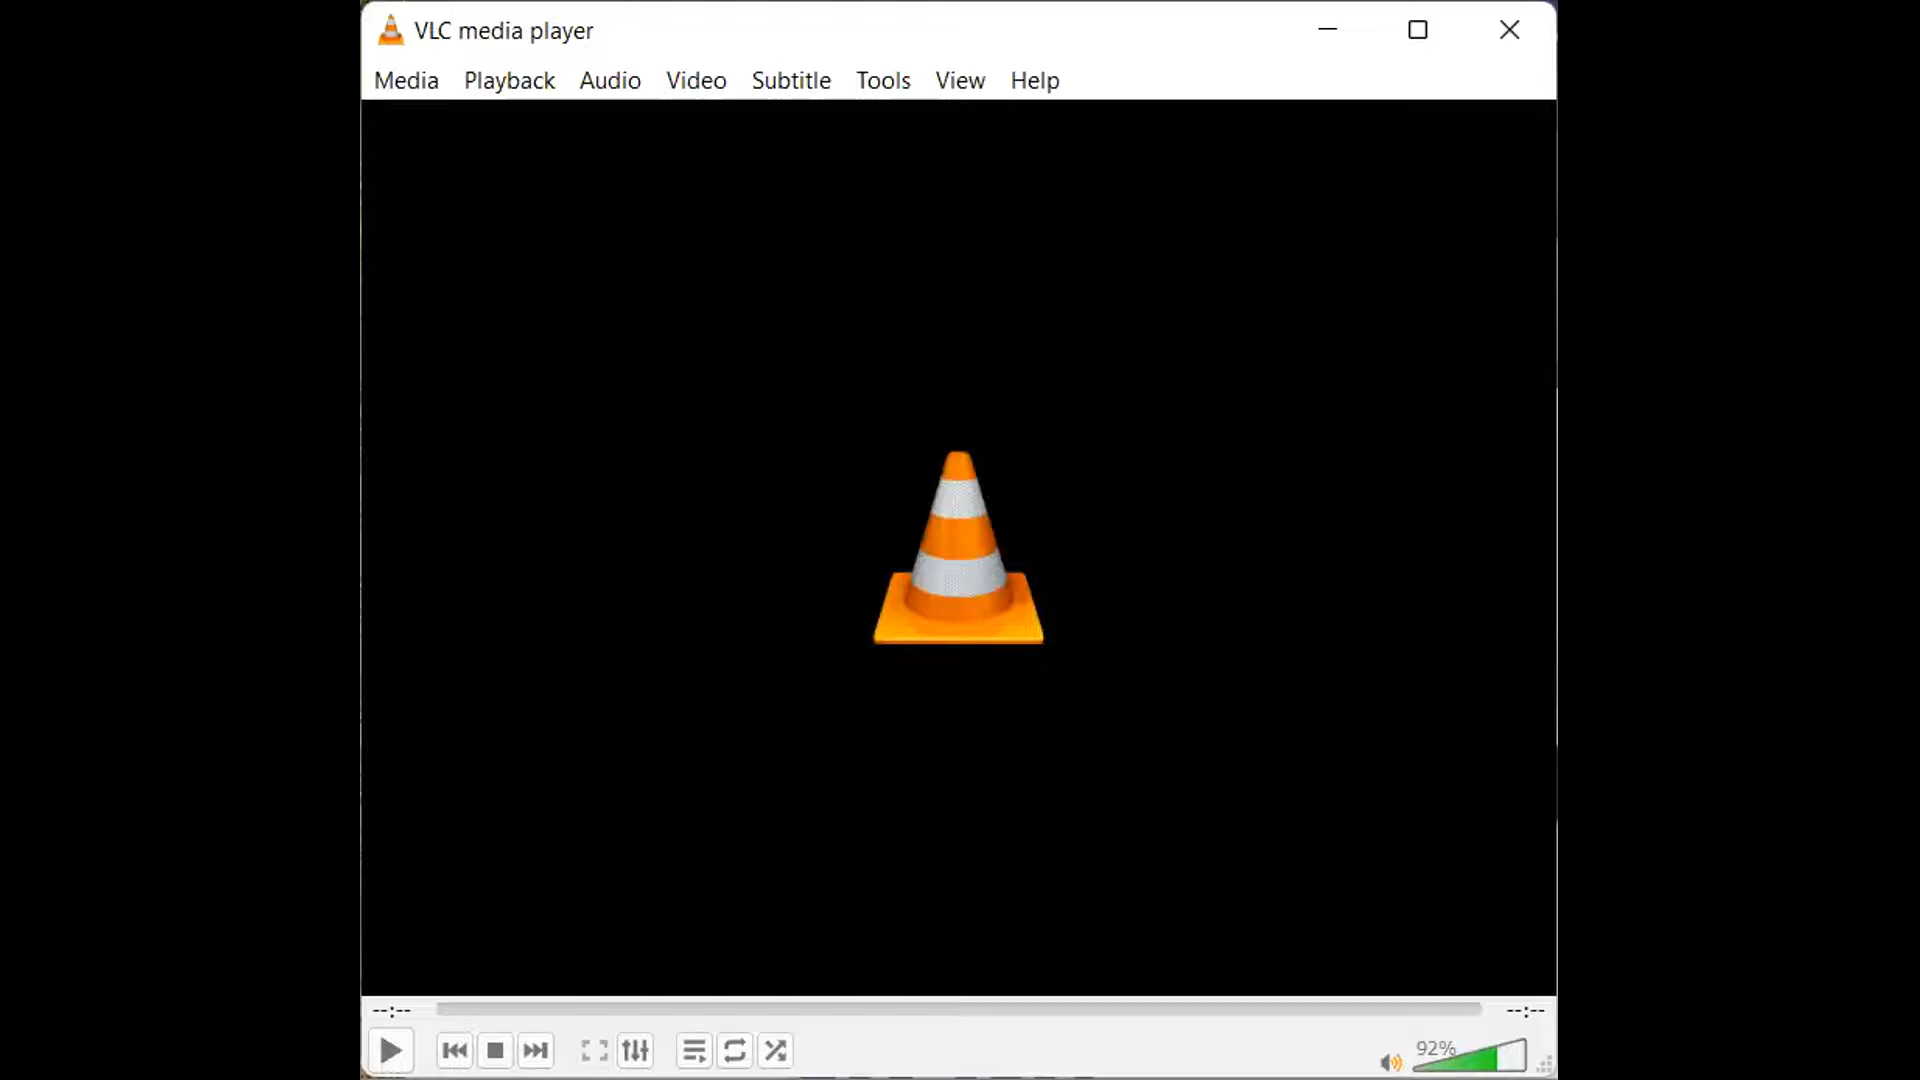 VLC media player
Media Playback Audio Video Subtitle Tools View Help
--:-- --:--
92%